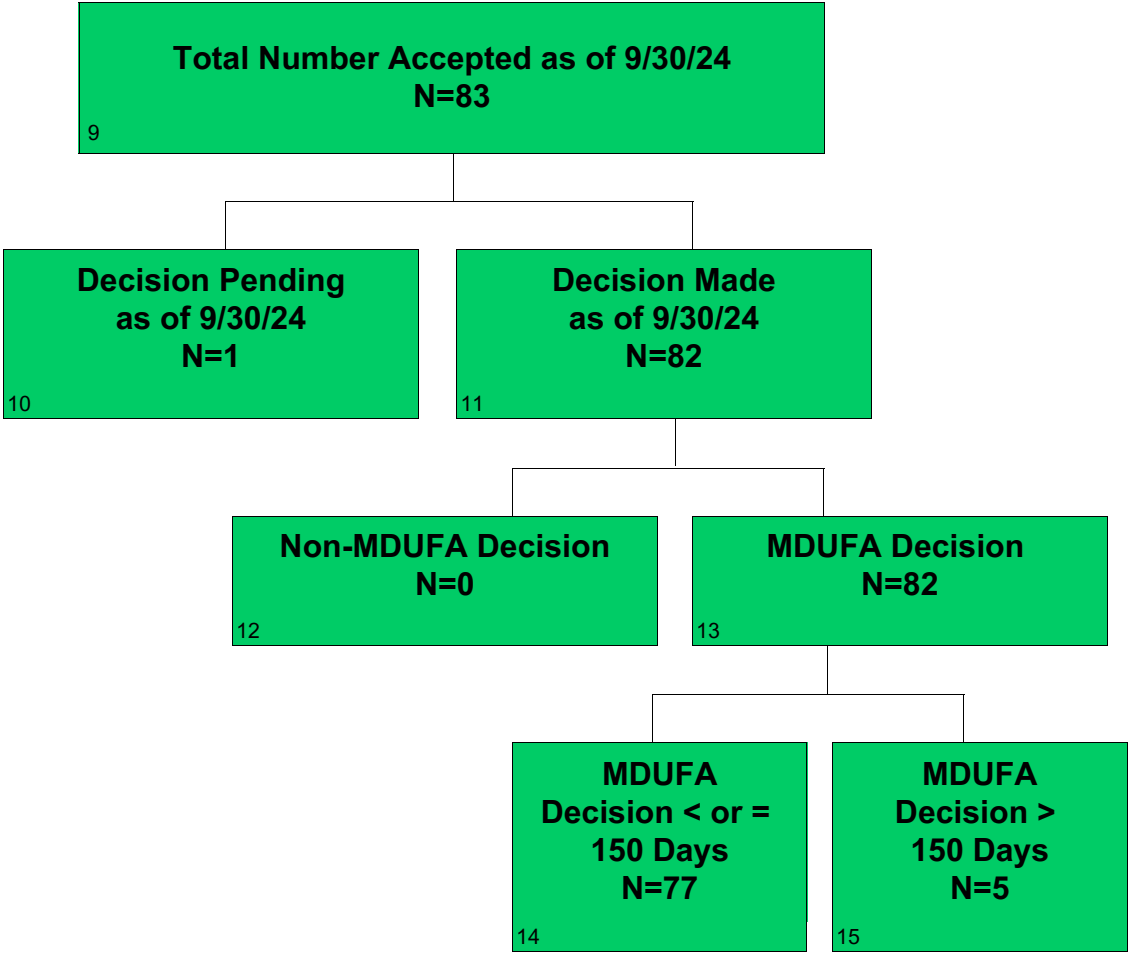 Total Number Accepted as of 9/30/24
N=83
9
Decision Pending
as of 9/30/24
N=1
10
Decision Made
as of 9/30/24
N=82
11
Non-MDUFA Decision
N=0
12
MDUFA Decision
N=82
13
MDUFA
Decision < or =
150 Days
N=77
14
MDUFA
Decision >
150 Days
N=5
15